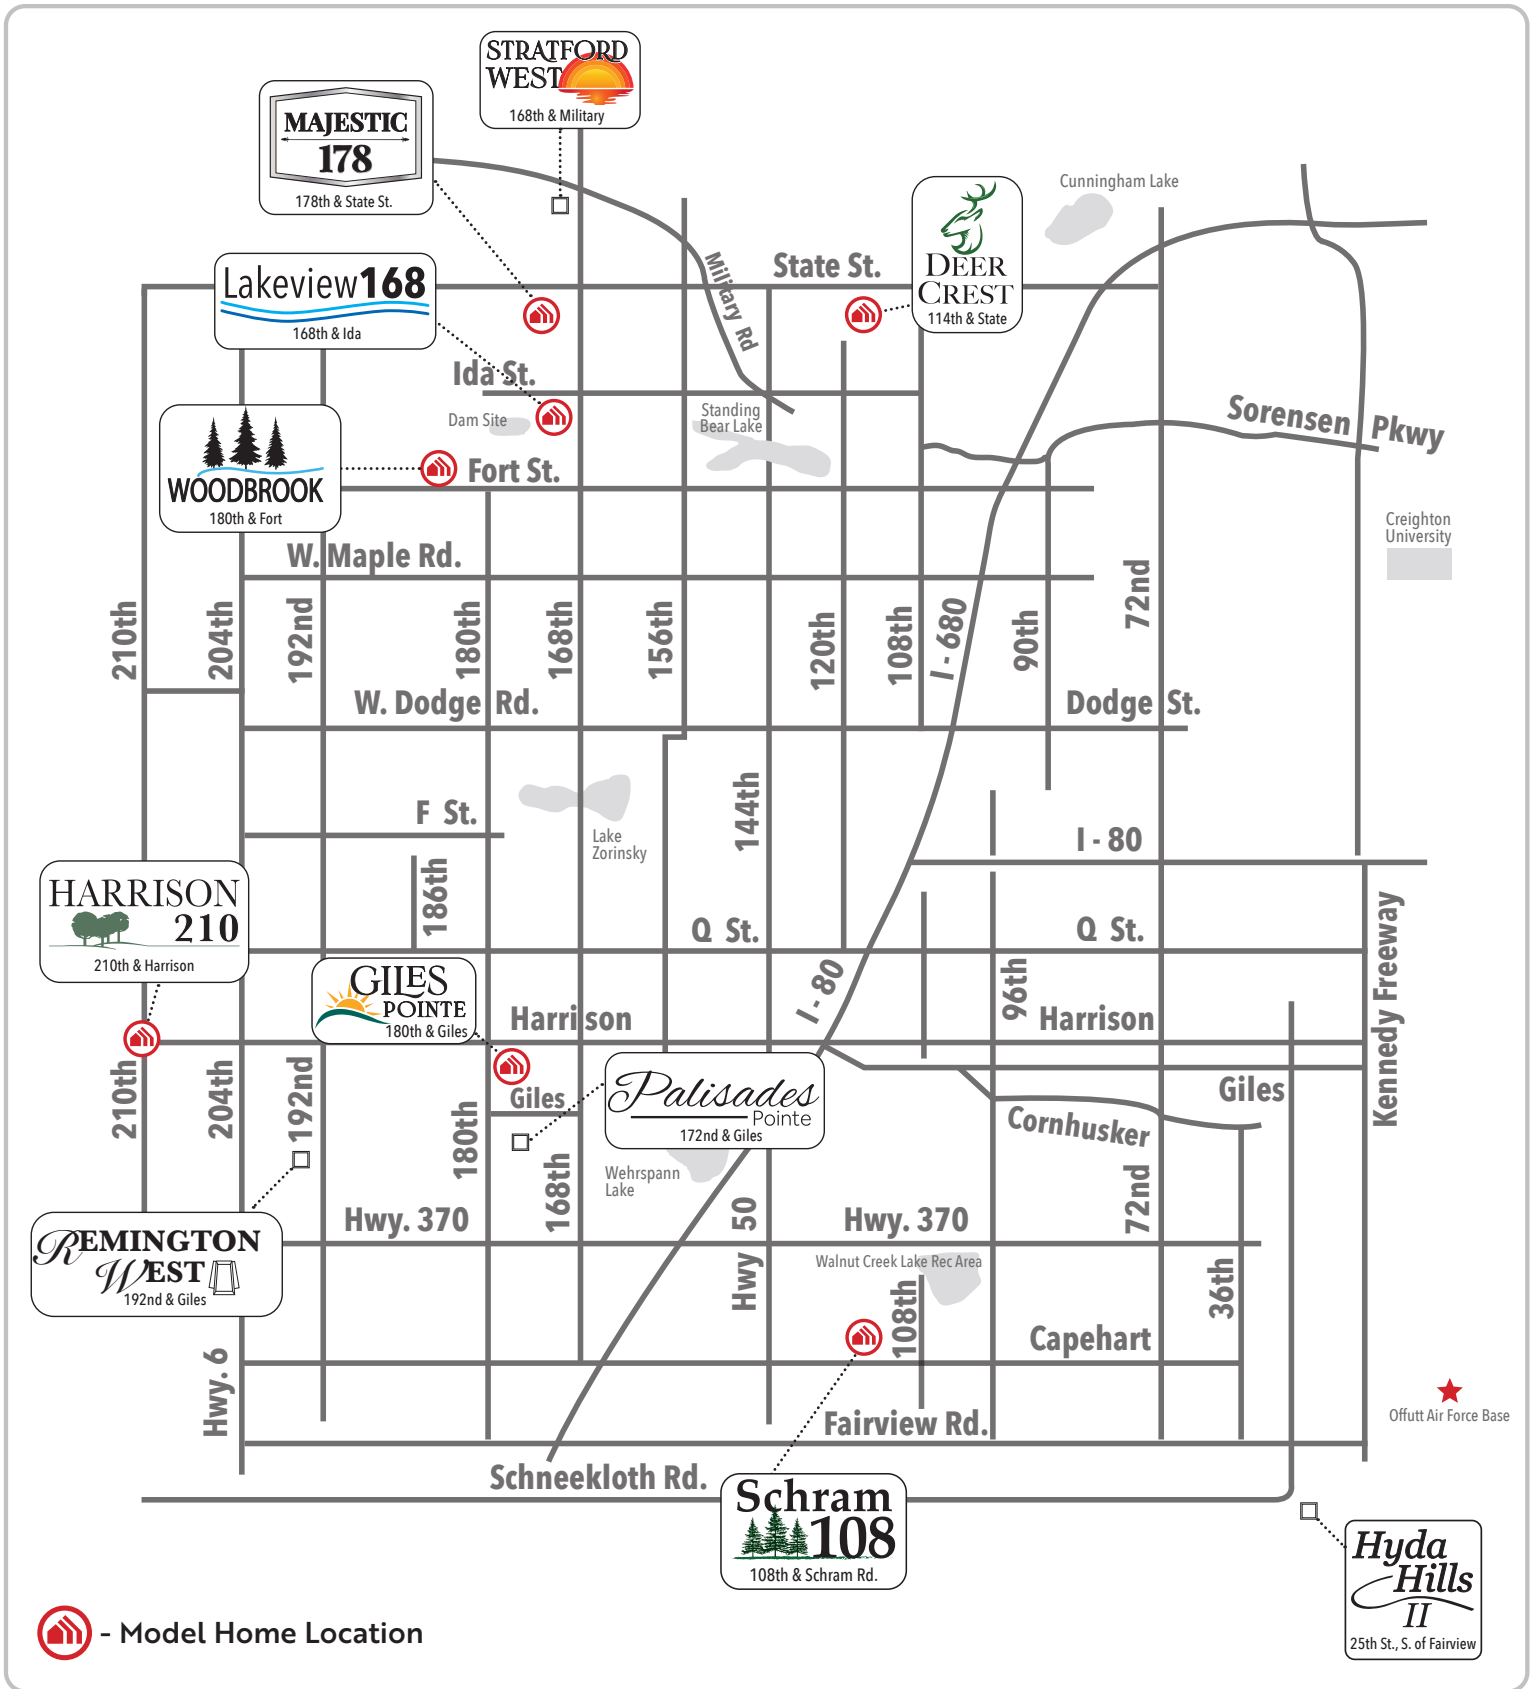 STRATFORD
WEST
168th & Military
MAJESTIC
178
178th & State St.
Cunningham Lake
DEER
CREST
114th & State
State St.
Military Rd
Lakeview168
168th & Ida
Ida St.
Dam Site
Standing
Bear Lake
Sorensen Pkwy
WOODBROOK
180th & Fort
Fort St.
Creighton
University
W. Maple Rd.
210th
204th
192nd
180th
168th
156th
120th
108th
I - 680
90th
72nd
W. Dodge Rd.
Dodge St.
144th
F St.
Lake
Zorinsky
I - 80
186th
HARRISON
210
210th & Harrison
Q St.
Q St.
Kennedy Freeway
GILES
POINTE
180th & Giles
I - 80
96th
Harrison
Harrison
210th
204th
192nd
180th
Giles
Palisades
Pointe
172nd & Giles
Giles
Cornhusker
168th
Wehrspann
Lake
72nd
REMINGTON
WEST
192nd & Giles
Hwy. 370
Hwy 50
Hwy. 370
Walnut Creek Lake Rec Area
108th
36th
Capehart
Hwy. 6
Offutt Air Force Base
Fairview Rd.
Schneekloth Rd.
Schram
108
108th & Schram Rd.
Hyda
Hills
II
25th St., S. of Fairview
- Model Home Location